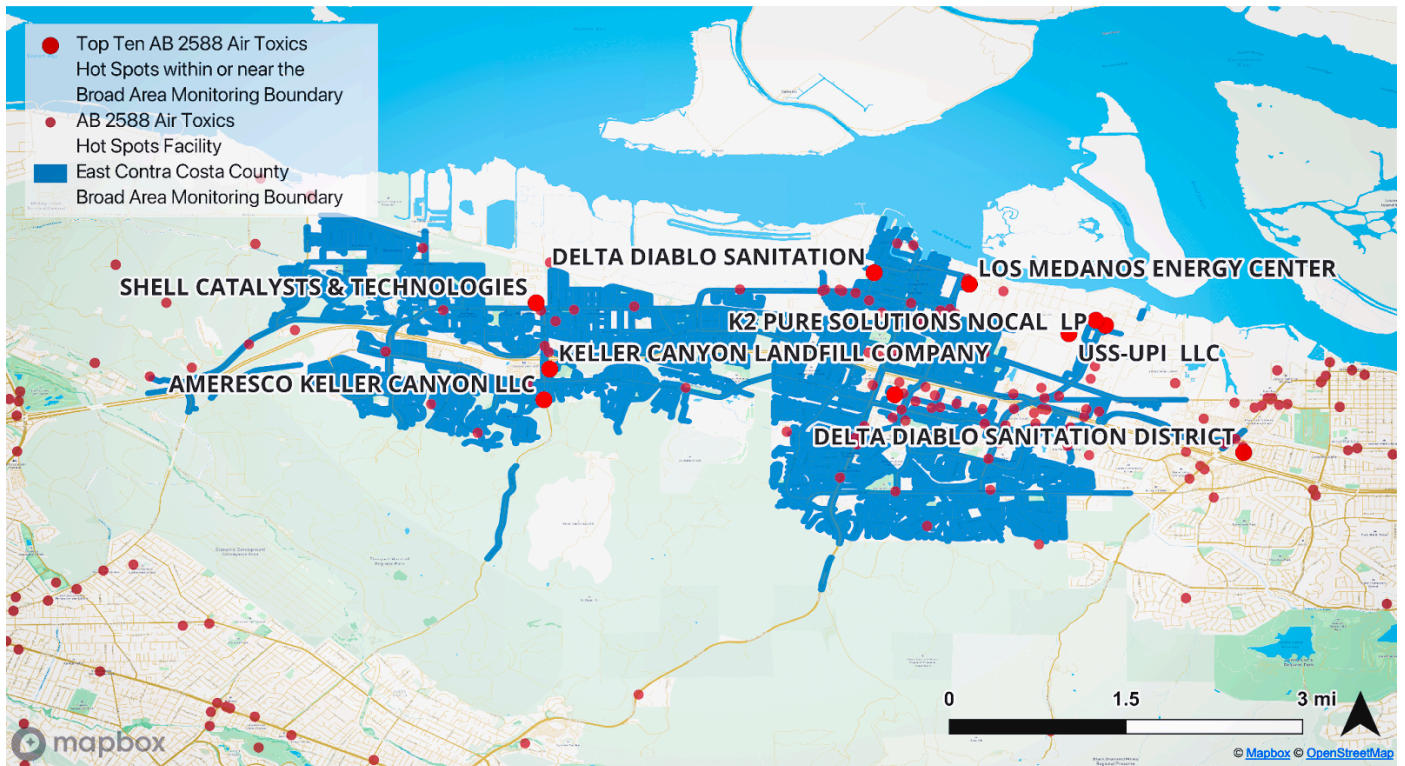 Top Ten AB 2588 Air Toxics
Hot Spots within or near the
Broad Area Monitoring Boundary
AB 2588 Air Toxics
Hot Spots Facility
East Contra Costa County
Broad Area Monitoring Boundary
DELTA DIABLO SANITATION
LOS MEDANOS ENERGY CENTER
SHELL CATALYSTS & TECHNOLOGIES
K2 PURE SOLUTIONS NOCAL LP
KELLER CANYON LANDFILL COMPANY
USS-UPI LLC
AMERESCO KELLER CANYON LLC
DELTA DIABLO SANITATION DISTRICT
0 1.5 3 mi
mapbox
© Mapbox © OpenStreetMap